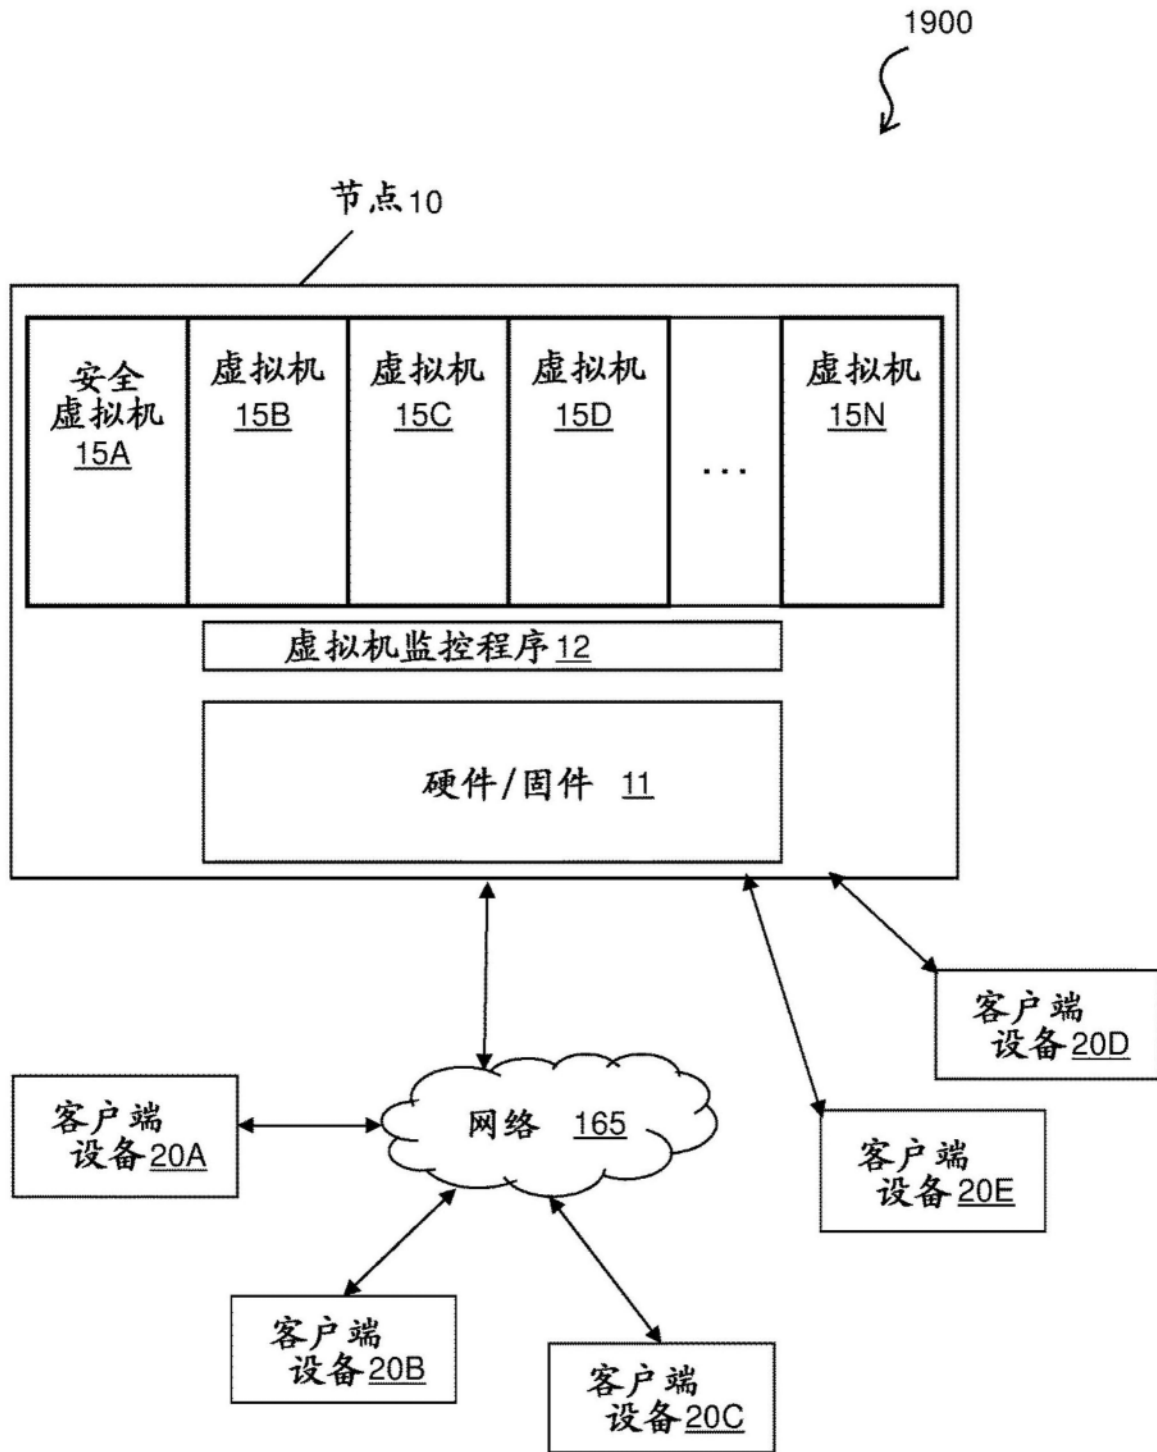 1900
节点10
安全
虚拟机
15A
虚拟机
15B
虚拟机
15C
虚拟机
15D
...
虚拟机
15N
虚拟机监控程序12
硬件/固件 11
客户端
设备20D
网络 165
客户端
设备20A
客户端
设备20E
客户端
设备20B
客户端
设备20C